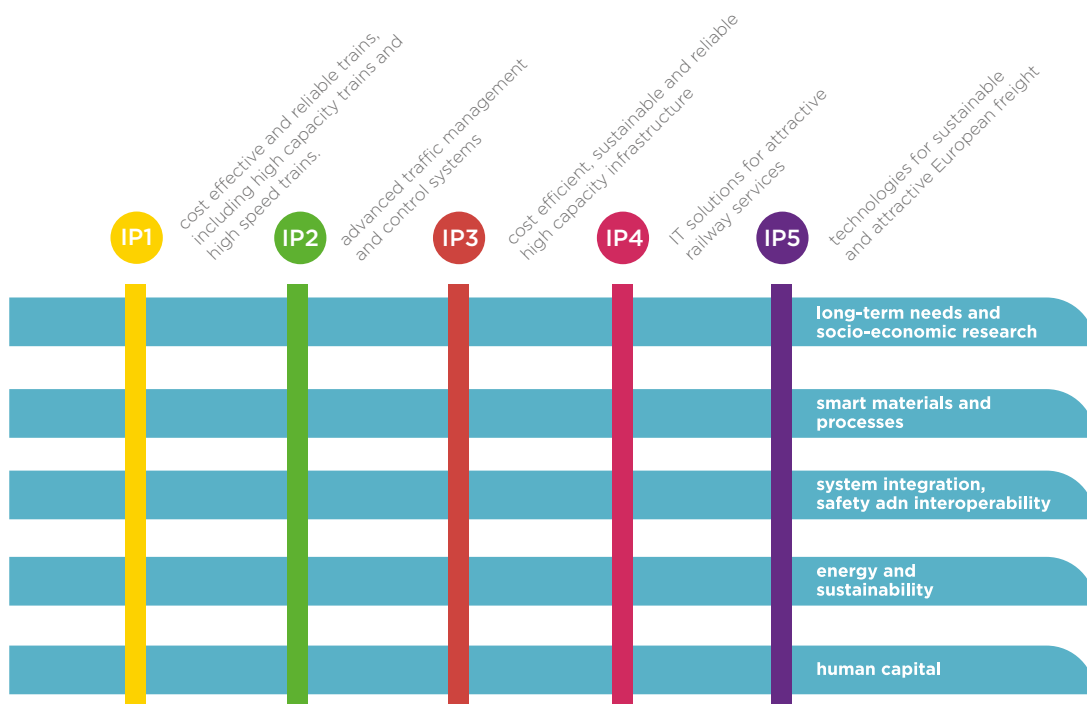 IP1
cost effective and reliable trains,
including high capacity trains and
high speed trains.
IP2
advanced traffic management
and control systems
IP3
cost efficient, sustainable and reliable
high capacity infrastructure
IP4
IT solutions for attractive
railway services
IP5
technologies for sustainable
and attractive European freight
long-term needs and
socio-economic research
smart materials and
processes
system integration,
safety adn interoperability
energy and
sustainability
human capital